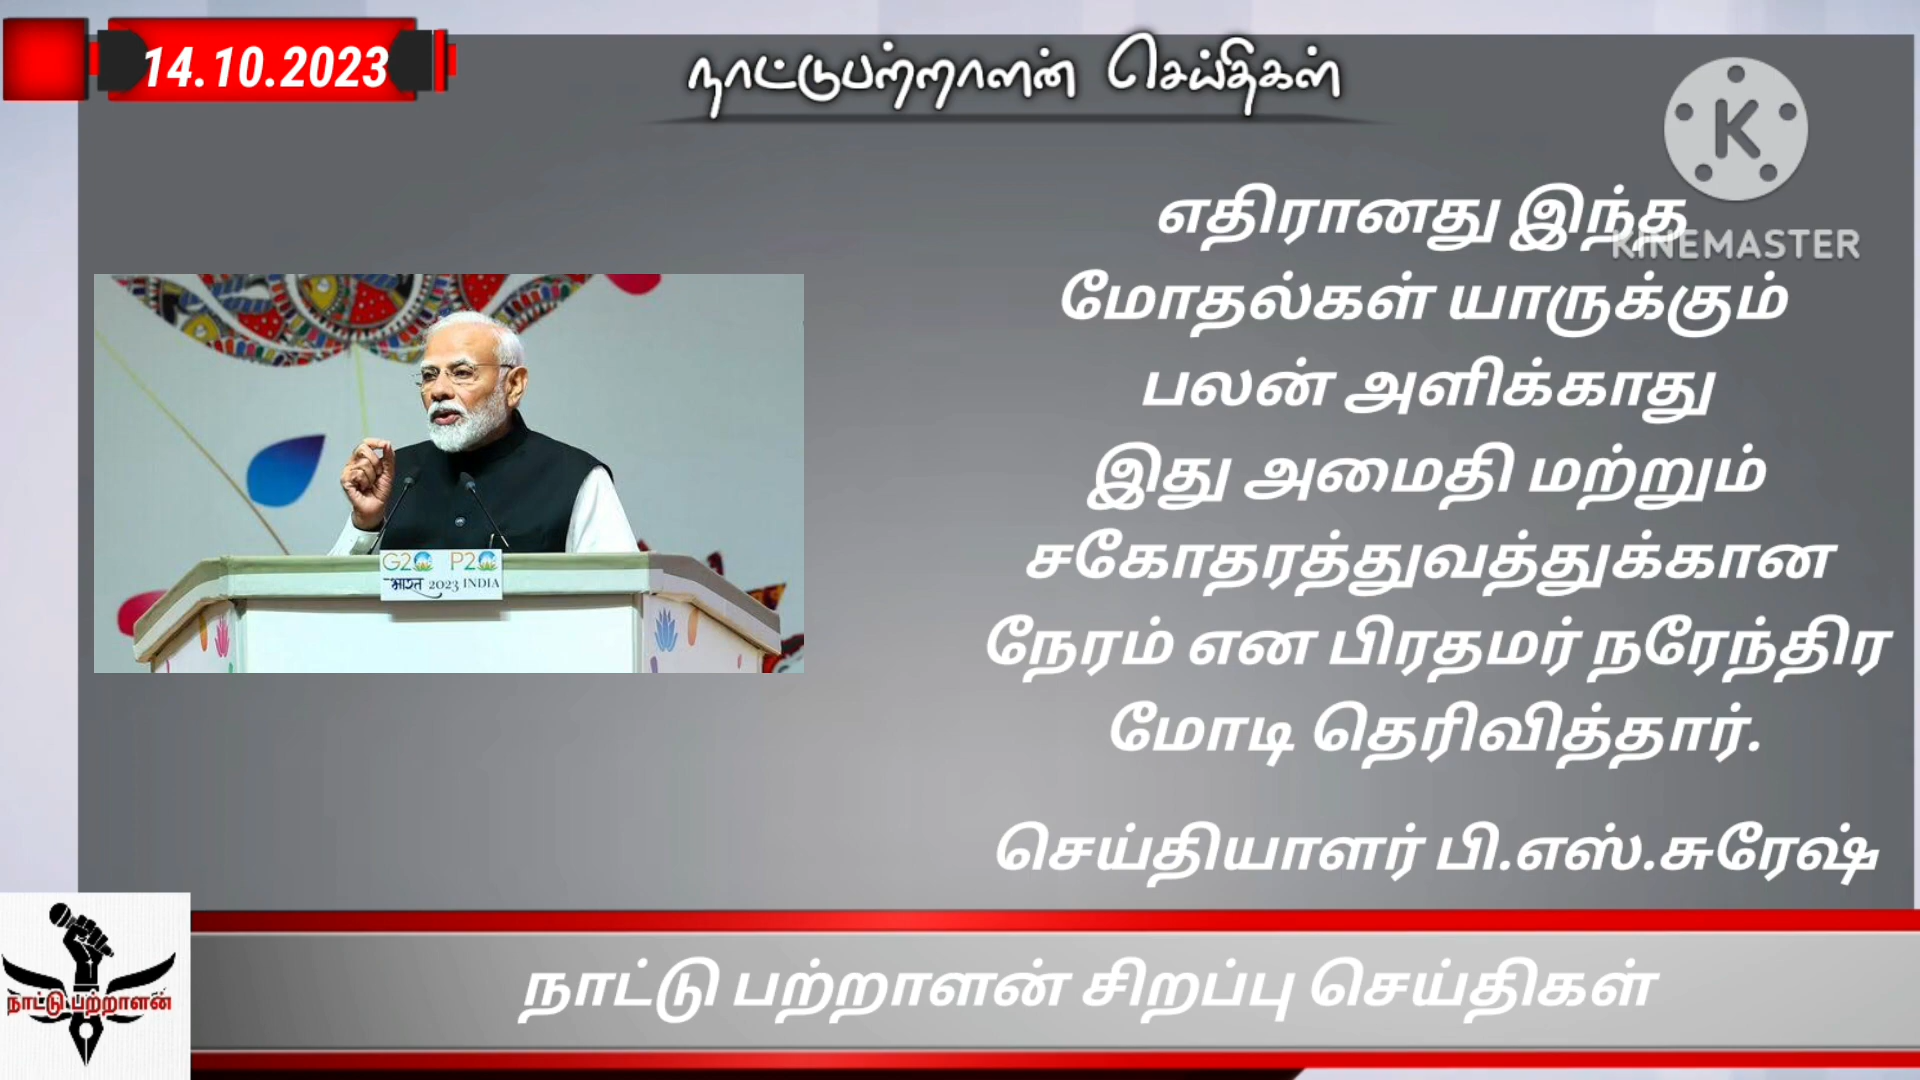 14.10.2023
நாட்டுபற்றாளன் செய்திகள்
KINEMASTER
எதிரானது இந்த
மோதல்கள் யாருக்கும்
பலன் அளிக்காது
இது அமைதி மற்றும்
சகோதரத்துவத்துக்கான
நேரம் என பிரதமர் நரேந்திர
மோடி தெரிவித்தார்.
செய்தியாளர் பி.எஸ்.சுரேஷ்
G20 P20
भारत 2023 INDIA
நாட்டு பற்றாளன்
நாட்டு பற்றாளன் சிறப்பு செய்திகள்